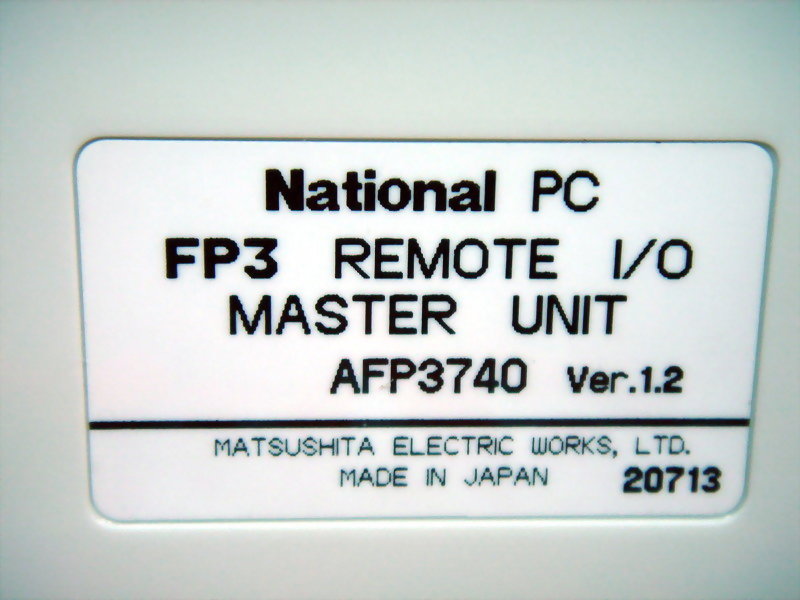 National PC
FP3 REMOTE I/O
MASTER UNIT
AFP3740 Ver.1.2
MATSUSHITA ELECTRIC WORKS, LTD.
MADE IN JAPAN 20713